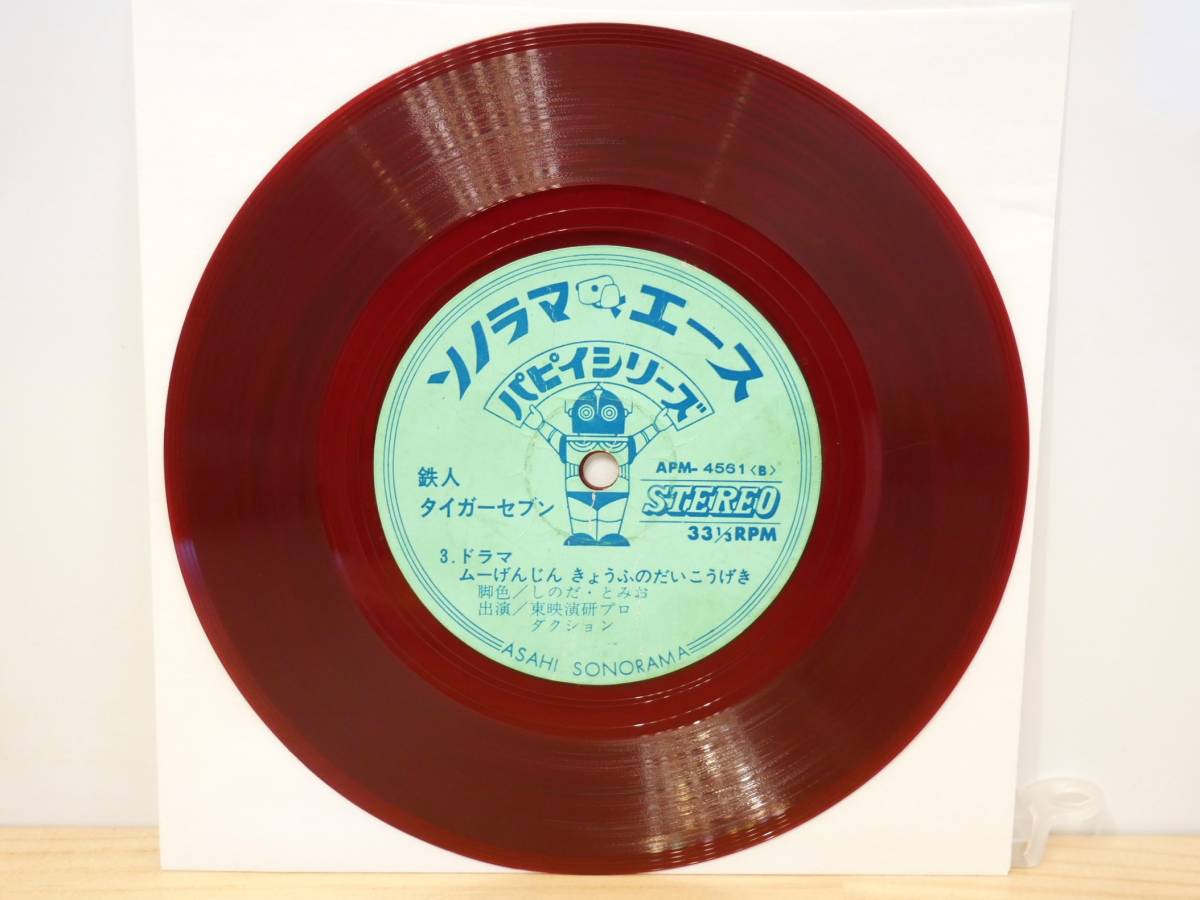 ソノラマエース
パピイシリーズ
鉄人
タイガーセブン
APM-4561〈B〉
STEREO
33⅓RPM
3.ドラマ
ムーげんじん きょうふのだいこうげき
脚色/しのだ・とみお
出演/東映演研プロ
ダクション
ASAHI SONORAMA